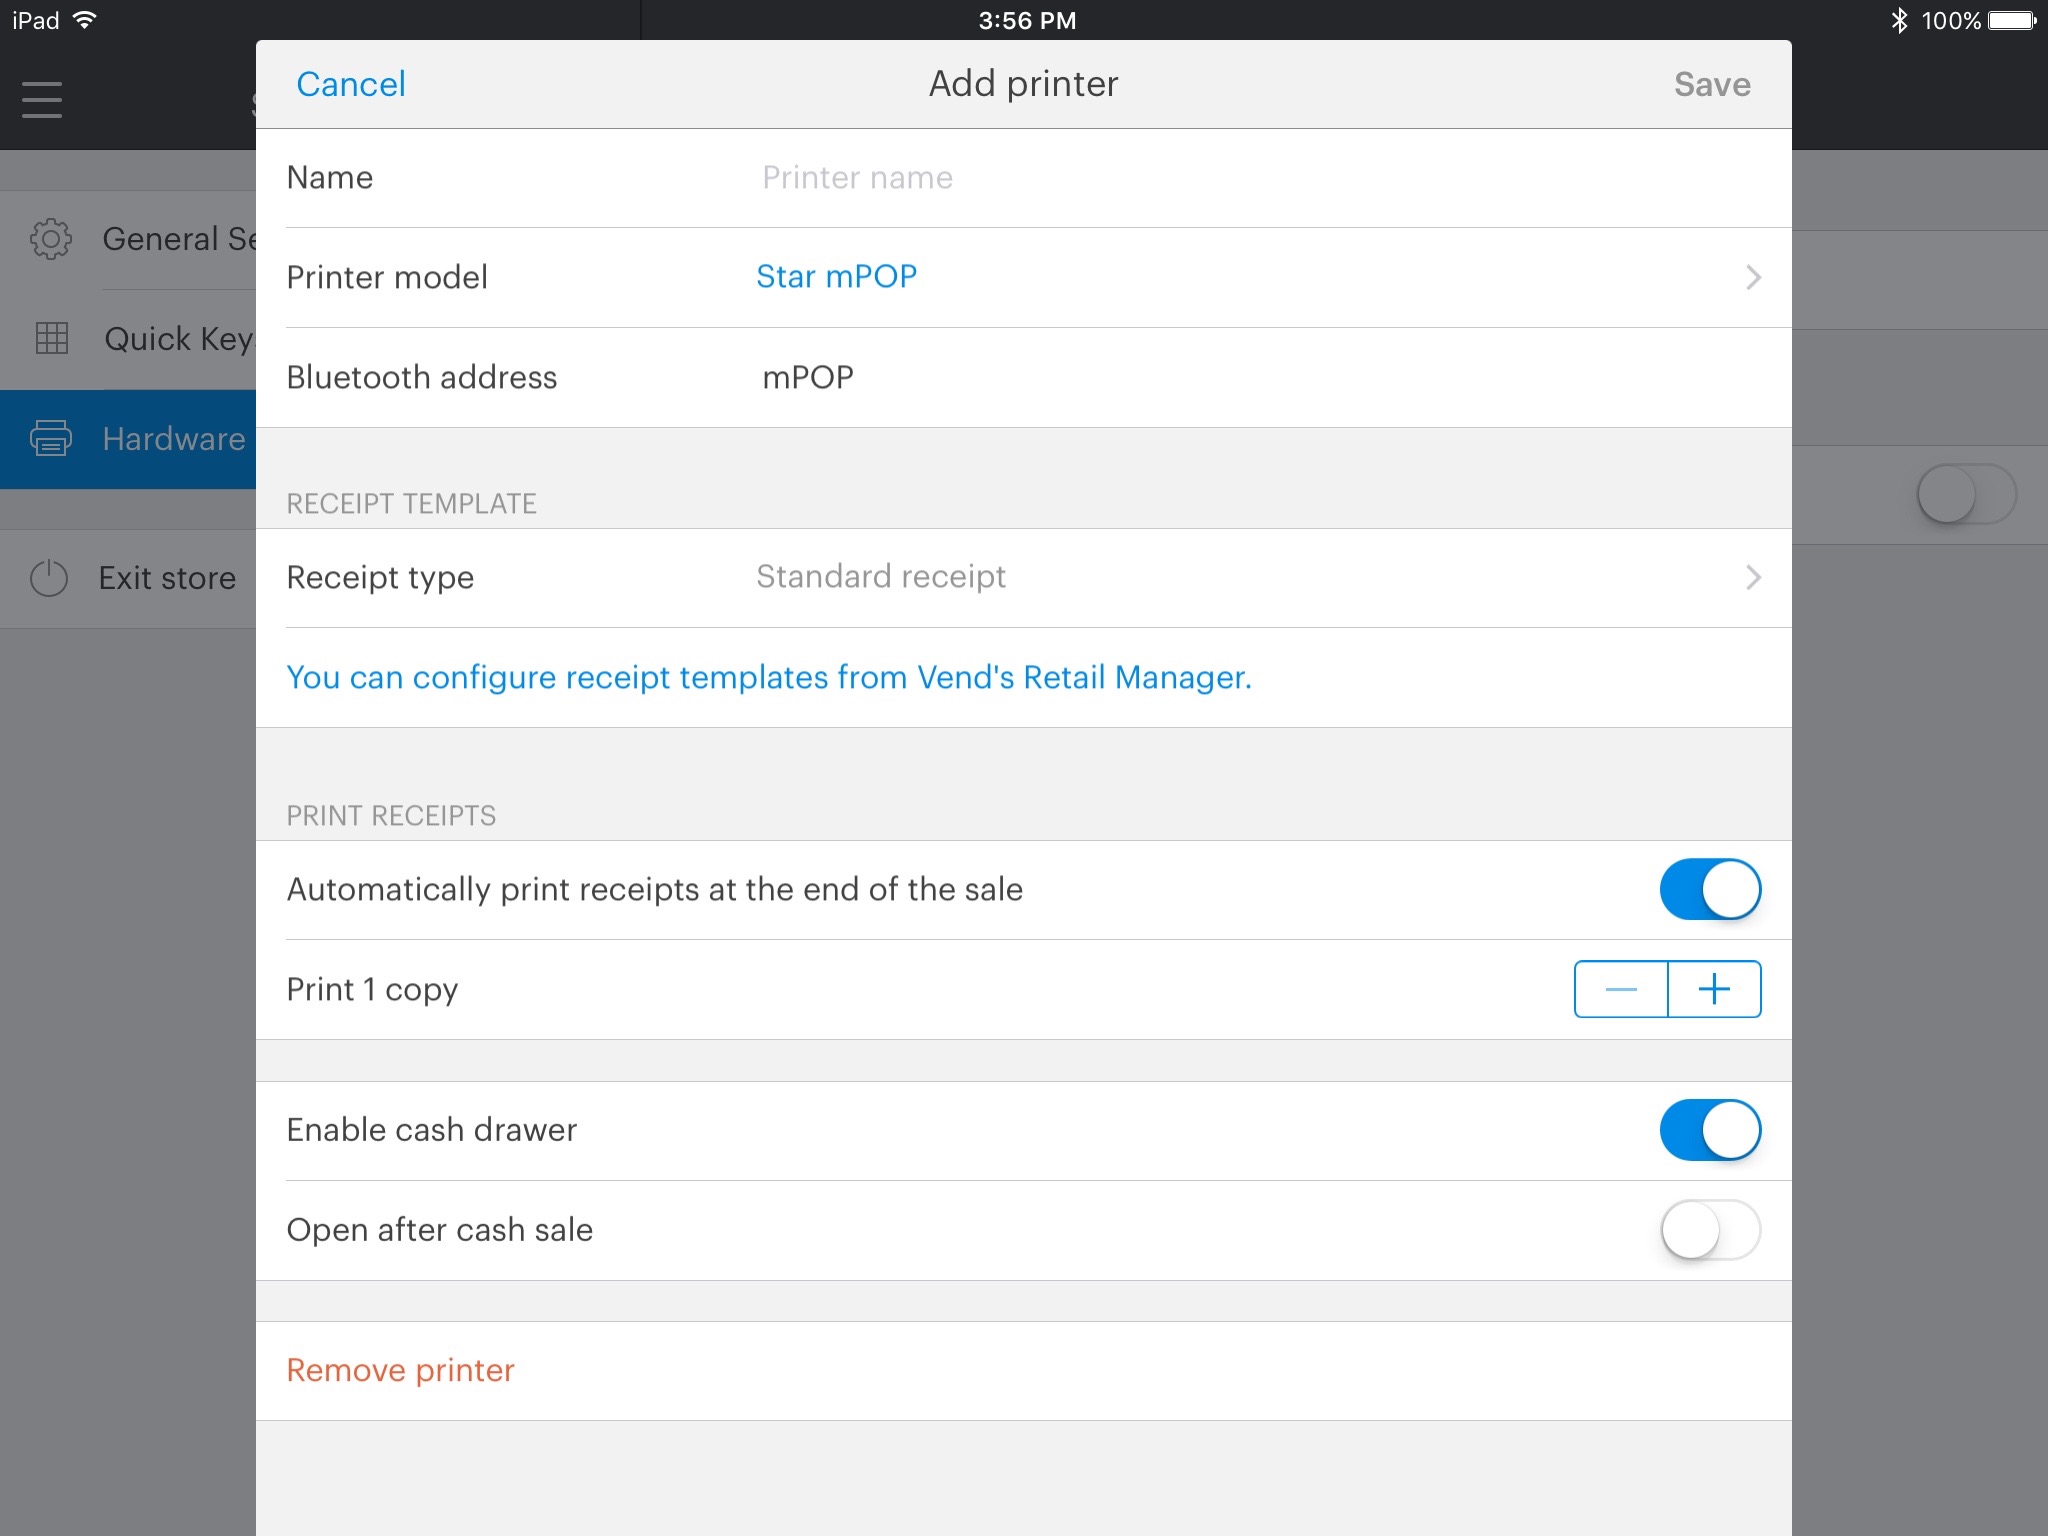 iPad 3:56 PM 100%
Cancel Add printer Save
Name Printer name
General
Printer model Star mPOP
Quick
Bluetooth address mPOP
Hardware
RECEIPT TEMPLATE
Exit store
Receipt type Standard receipt
You can configure receipt templates from Vend's Retail Manager.
PRINT RECEIPTS
Automatically print receipts at the end of the sale
Print 1 copy
Enable cash drawer
Open after cash sale
Remove printer